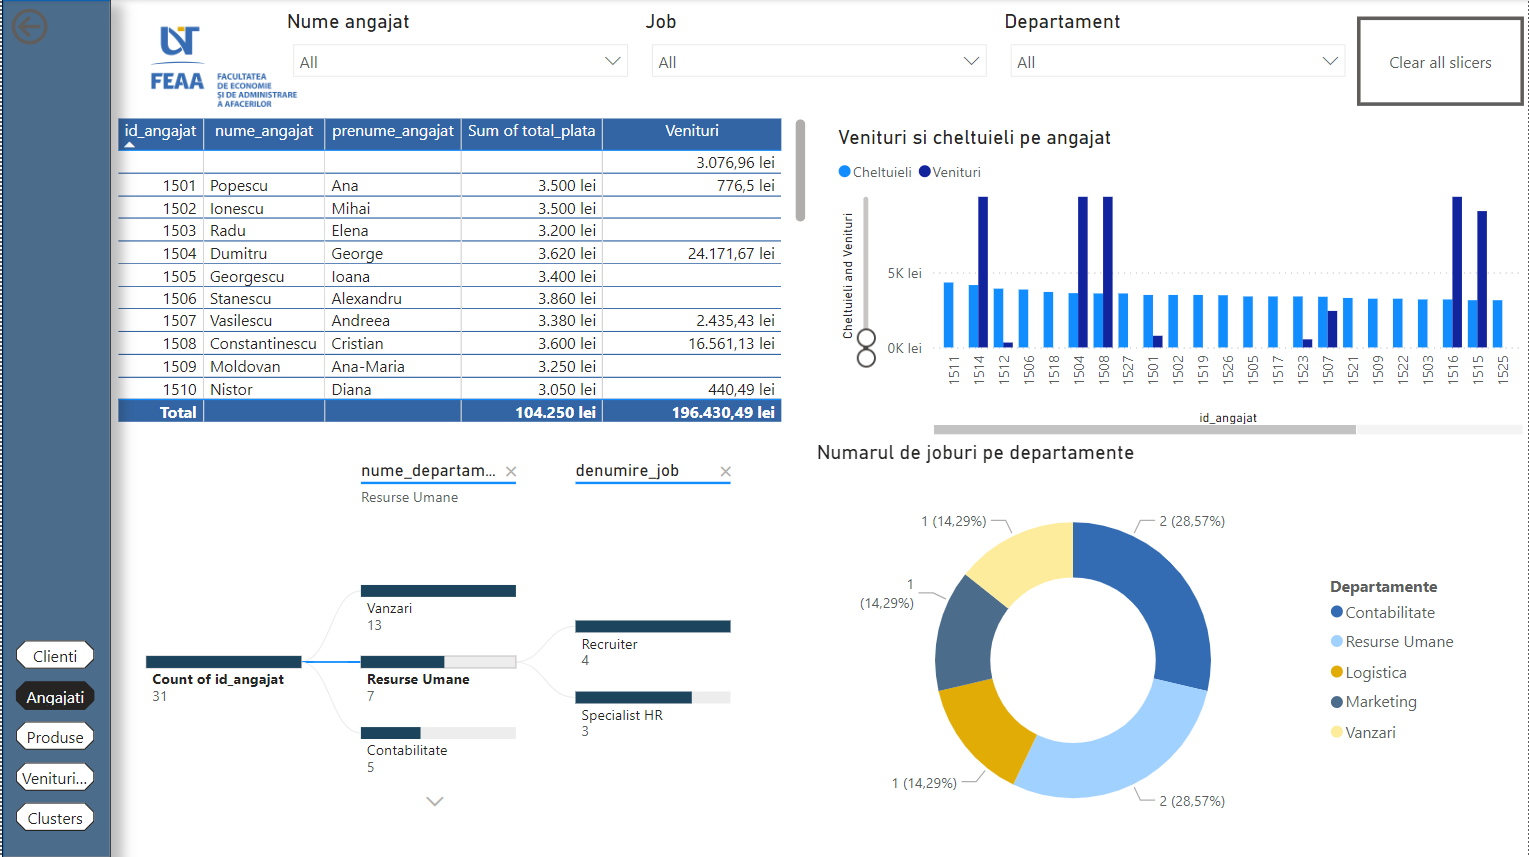 Nume angajat
Job
Departament
All
All
All
Clear all slicers
FEAA
FACULTATEA
DE ECONOMIE
ȘI DE ADMINISTRARE
A AFACERILOR
id_angajat nume_angajat prenume_angajat Sum of total_plata Venituri
3.076,96 lei
1501 Popescu Ana 3.500 lei 776,5 lei
1502 Ionescu Mihai 3.500 lei
1503 Radu Elena 3.200 lei
1504 Dumitru George 3.620 lei 24.171,67 lei
1505 Georgescu Ioana 3.400 lei
1506 Stanescu Alexandru 3.860 lei
1507 Vasilescu Andreea 3.380 lei 2.435,43 lei
1508 Constantinescu Cristian 3.600 lei 16.561,13 lei
1509 Moldovan Ana-Maria 3.250 lei
1510 Nistor Diana 3.050 lei 440,49 lei
Total 104.250 lei 196.430,49 lei
Venituri si cheltuieli pe angajat
Cheltuieli Venituri
Cheltuieli and Venituri
5K lei
0K lei
1511 1514 1512 1506 1518 1504 1508 1527 1501 1502 1519 1526 1505 1517 1523 1507 1521 1509 1522 1503 1516 1515 1525
id_angajat
nume_departam...
Resurse Umane
denumire_job
Count of id_angajat
31
Vanzari
13
Resurse Umane
7
Contabilitate
5
Recruiter
4
Specialist HR
3
Numarul de joburi pe departamente
1 (14,29%)
2 (28,57%)
1
(14,29%)
1 (14,29%)
2 (28,57%)
Departamente
Contabilitate
Resurse Umane
Logistica
Marketing
Vanzari
Clienti
Angajati
Produse
Venituri...
Clusters